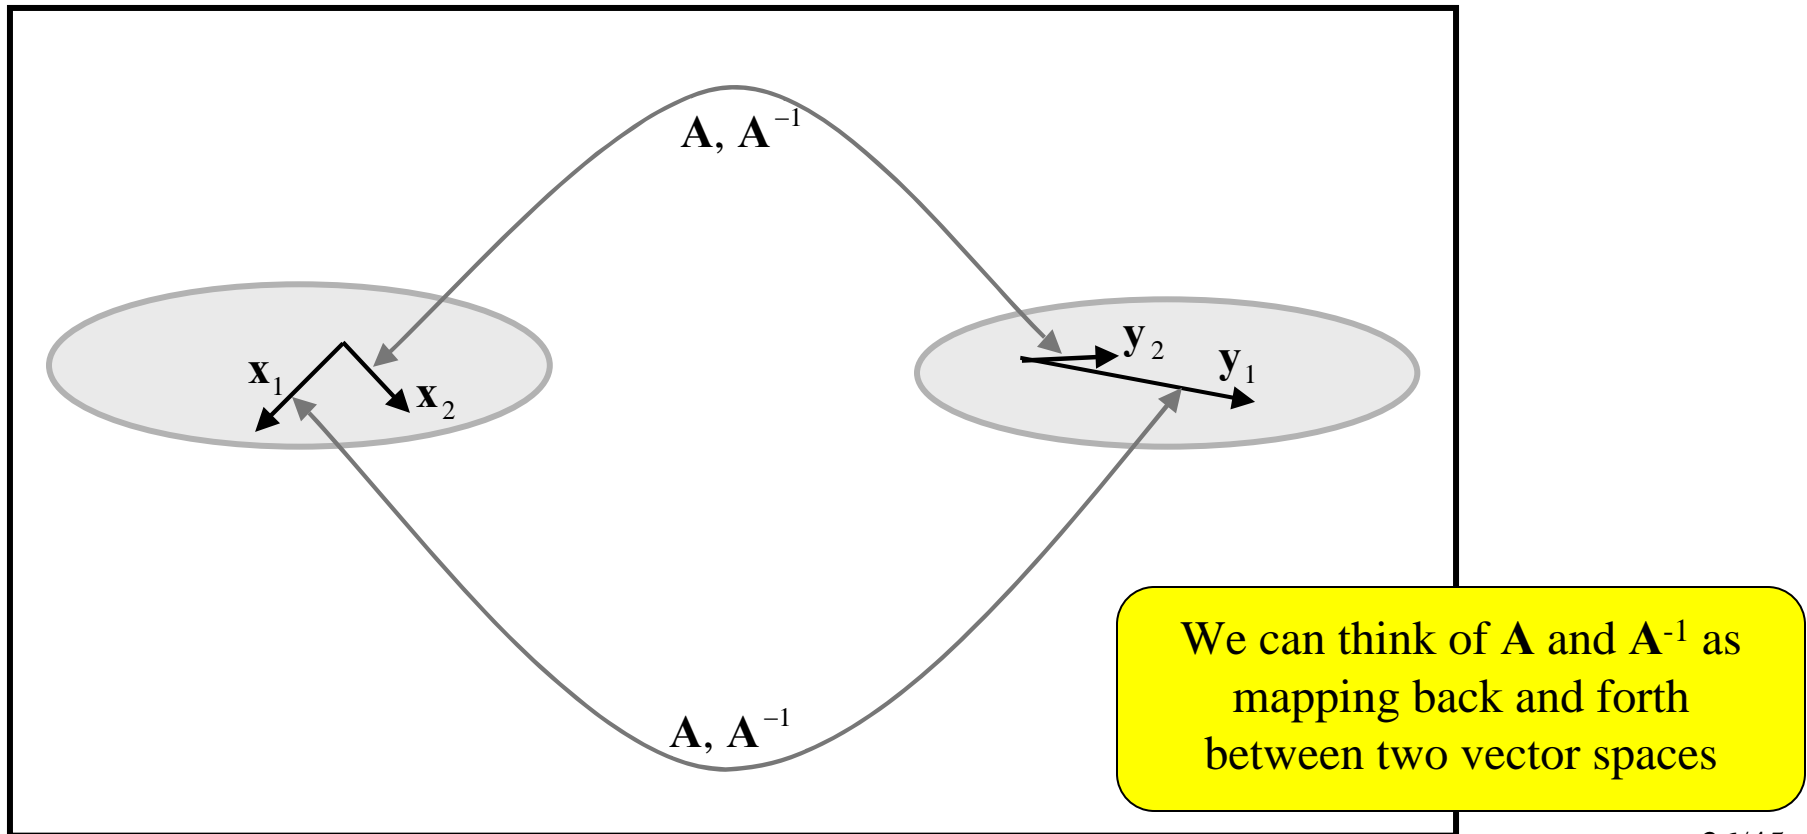 A, A⁻¹
x₁
x₂
y₂
y₁
A, A⁻¹
We can think of A and A⁻¹ as
mapping back and forth
between two vector spaces